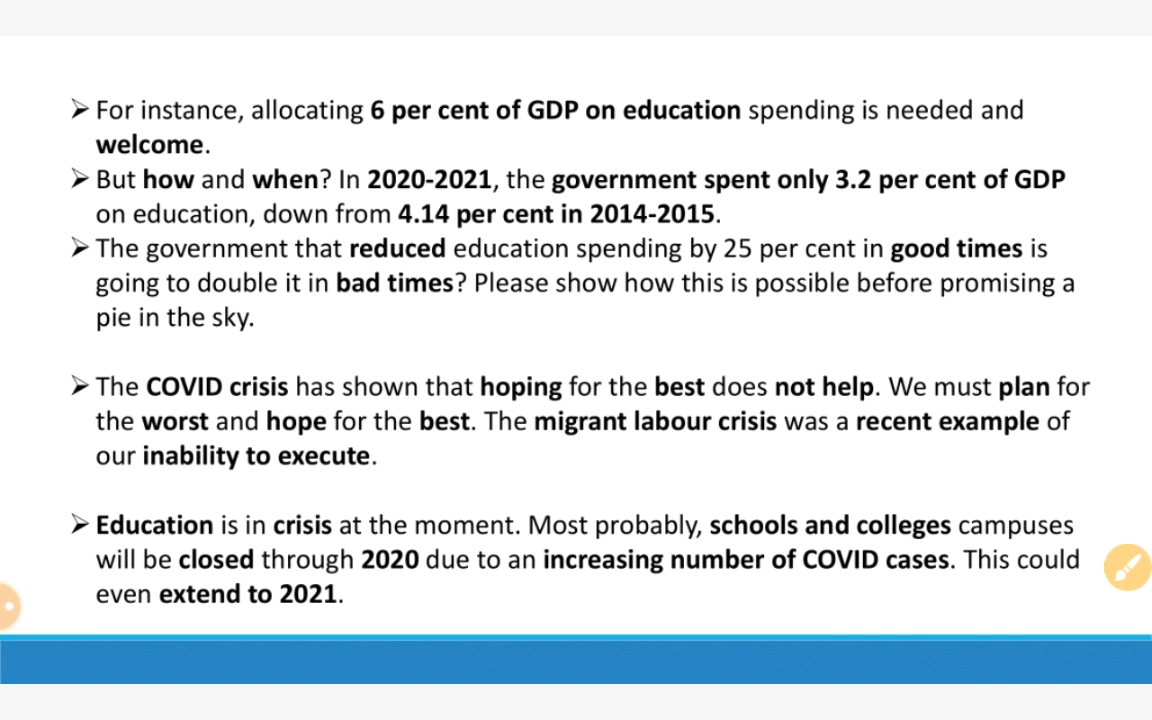 ➢ For instance, allocating 6 per cent of GDP on education spending is needed and
welcome.
➢ But how and when? In 2020-2021, the government spent only 3.2 per cent of GDP
on education, down from 4.14 per cent in 2014-2015.
➢ The government that reduced education spending by 25 per cent in good times is
going to double it in bad times? Please show how this is possible before promising a
pie in the sky.
➢ The COVID crisis has shown that hoping for the best does not help. We must plan for
the worst and hope for the best. The migrant labour crisis was a recent example of
our inability to execute.
➢ Education is in crisis at the moment. Most probably, schools and colleges campuses
will be closed through 2020 due to an increasing number of COVID cases. This could
even extend to 2021.